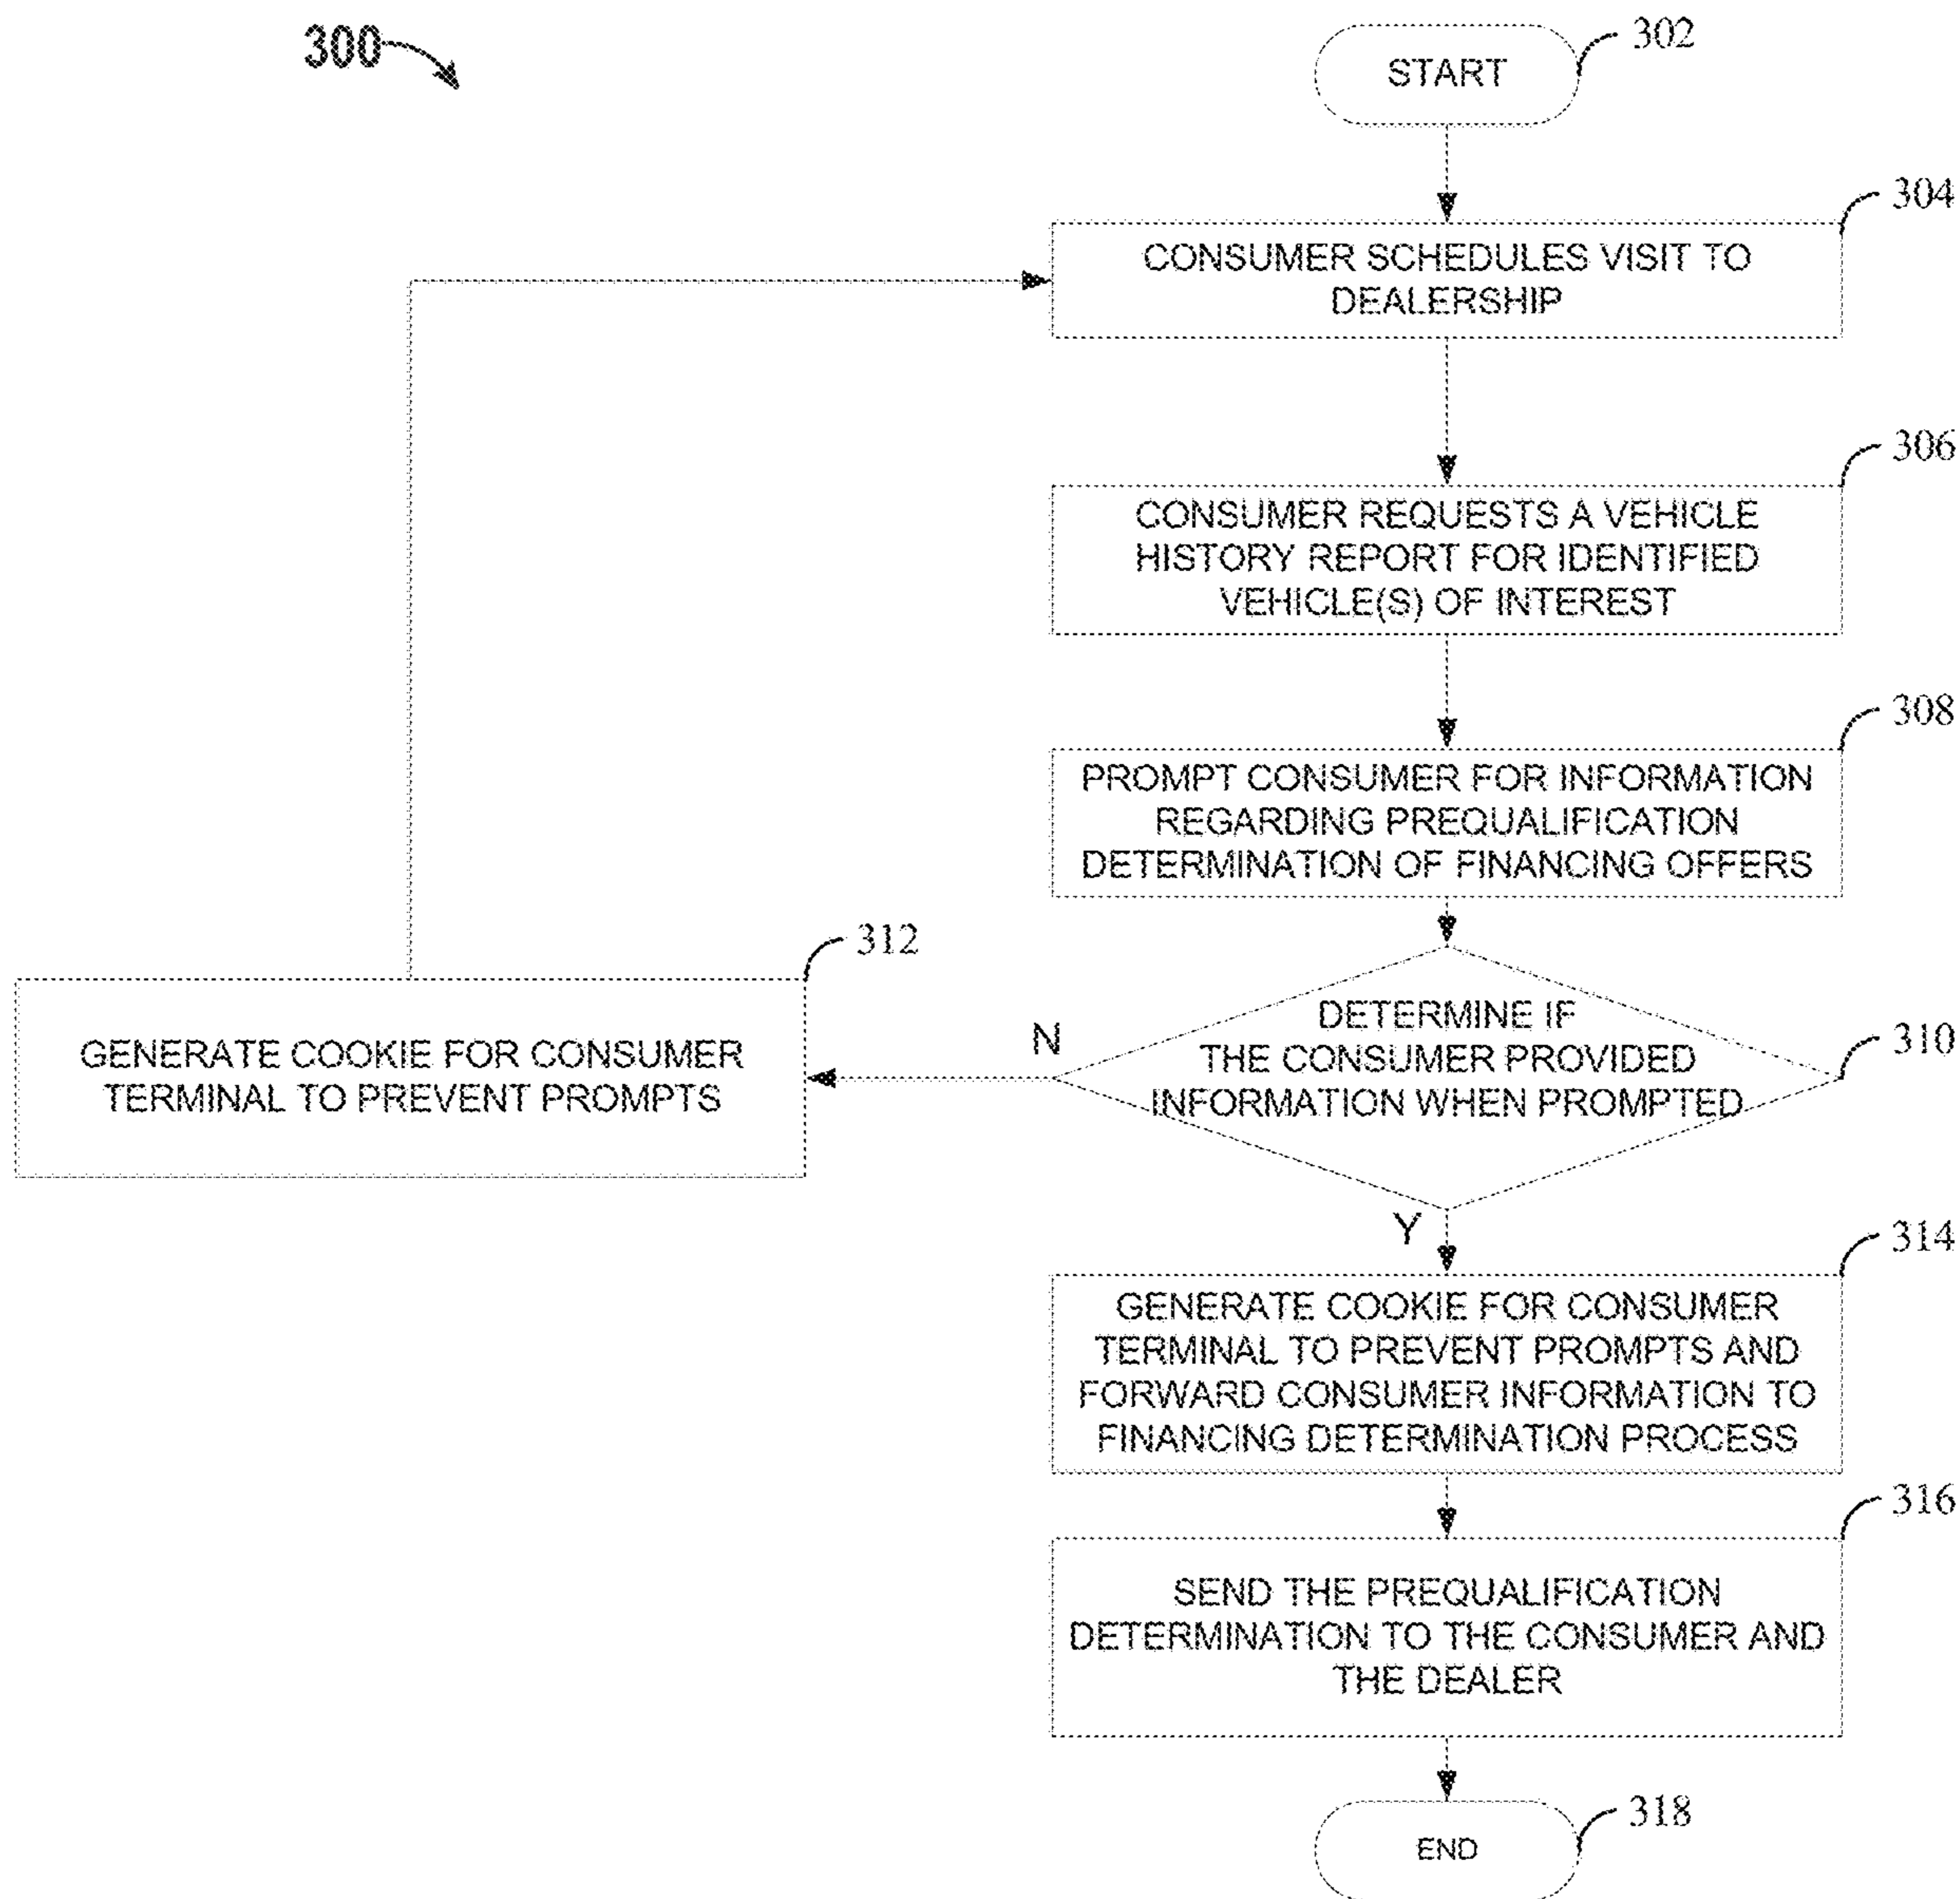 300
302
START
304
CONSUMER SCHEDULES VISIT TO
DEALERSHIP
306
CONSUMER REQUESTS A VEHICLE
HISTORY REPORT FOR IDENTIFIED
VEHICLE(S) OF INTEREST
308
PROMPT CONSUMER FOR INFORMATION
REGARDING PREQUALIFICATION
DETERMINATION OF FINANCING OFFERS
312
GENERATE COOKIE FOR CONSUMER
TERMINAL TO PREVENT PROMPTS
N
310
DETERMINE IF
THE CONSUMER PROVIDED
INFORMATION WHEN PROMPTED
Y
314
GENERATE COOKIE FOR CONSUMER
TERMINAL TO PREVENT PROMPTS AND
FORWARD CONSUMER INFORMATION TO
FINANCING DETERMINATION PROCESS
316
SEND THE PREQUALIFICATION
DETERMINATION TO THE CONSUMER AND
THE DEALER
318
END